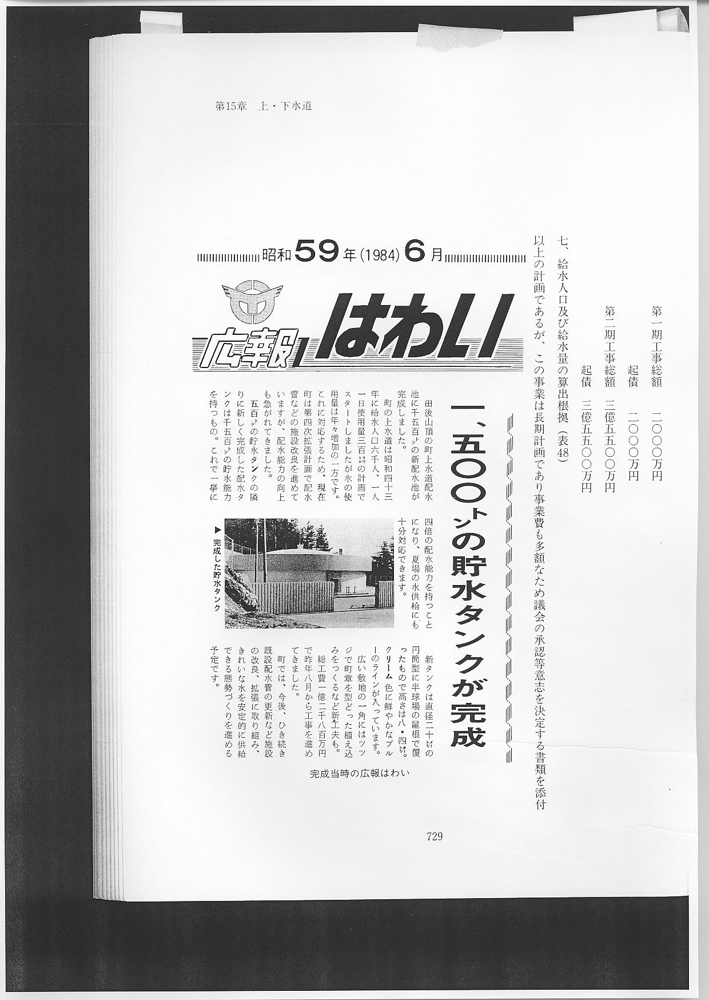 第15章　上・下水道
第一期工事総額　二〇〇〇万円
起債　二〇〇〇万円
第二期工事総額　三億五五〇〇万円
起債　三億五五〇〇万円
七、給水人口及び給水量の算出根拠（表48）
以上の計画であるが、この事業は長期計画であり事業費も多額なため議会の承認等意志を決定する書類を添付
昭和59年(1984)6月
広報はわい
一、五〇〇トンの貯水タンクが完成
田後山頂の町上水道配水
池に千五百トンの新配水池が
完成しました。
町の上水道は昭和四十三
年に給水人口六千人、一人
一日使用量三百リットルの計画で
スタートしましたが水の使
用量は年々増加の一方です。
これに対応するため、現在
町は第四次拡張計画で配水
管などの施設改良を進めて
いますが、配水能力の向上
も急がれてきました。
五百トンの貯水タンクの隣
りに新しく完成した配水タ
ンクは千五百トンの貯水能力
を持つもの。これで一挙に
四倍の配水能力を持つこと
になり、夏場の水供給にも
十分対応できます。
▶完成した貯水タンク
新タンクは直径二十メートルの
円筒型に半球場の屋根で覆
ったもので高さは八・四メートル。
クリーム色に鮮やかなブル
ーのラインが入っています。
広い敷地の一角にはツツ
ジで町章を型どった植え込
みをつくるなど新工夫も。
総工費一億二千八百万円
で昨年八月から工事を進め
てきました。
町では、今後、ひき続き
既設配水管の更新など施設
の改良、拡張に取り組み、
きれいな水を安定的に供給
できる態勢づくりを進める
予定です。
完成当時の広報はわい
729